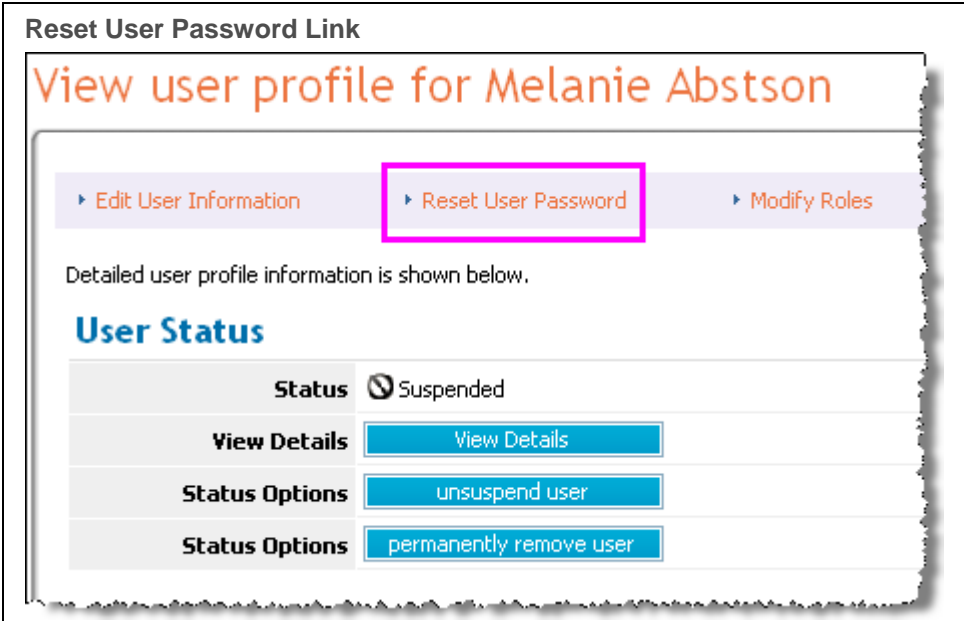 Reset User Password Link
View user profile for Melanie Abstson
Edit User Information Reset User Password Modify Roles
Detailed user profile information is shown below.
User Status
Status Suspended
View Details View Details
Status Options unsuspend user
Status Options permanently remove user